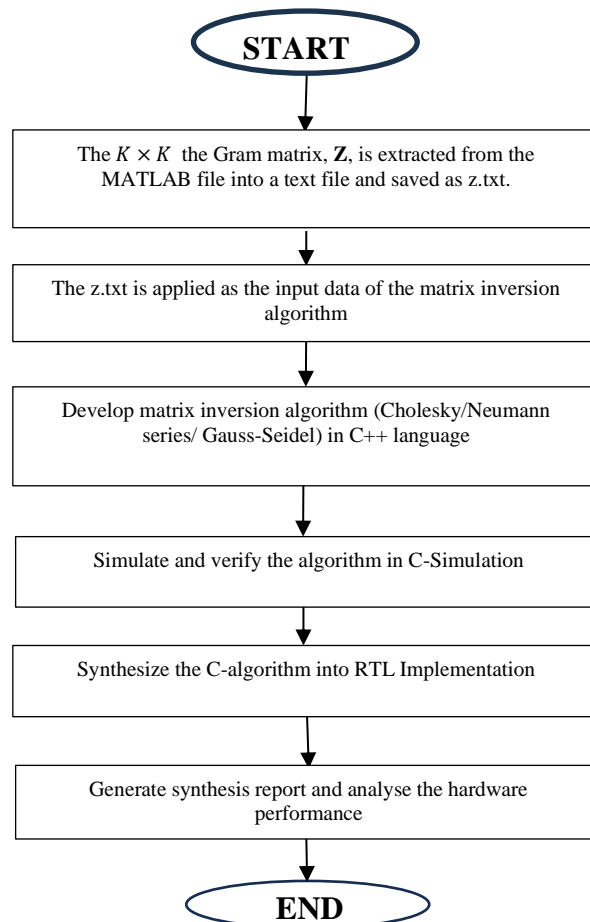 START
The K × K the Gram matrix, Z, is extracted from the
MATLAB file into a text file and saved as z.txt.
The z.txt is applied as the input data of the matrix inversion
algorithm
Develop matrix inversion algorithm (Cholesky/Neumann
series/ Gauss-Seidel) in C++ language
Simulate and verify the algorithm in C-Simulation
Synthesize the C-algorithm into RTL Implementation
Generate synthesis report and analyse the hardware
performance
END